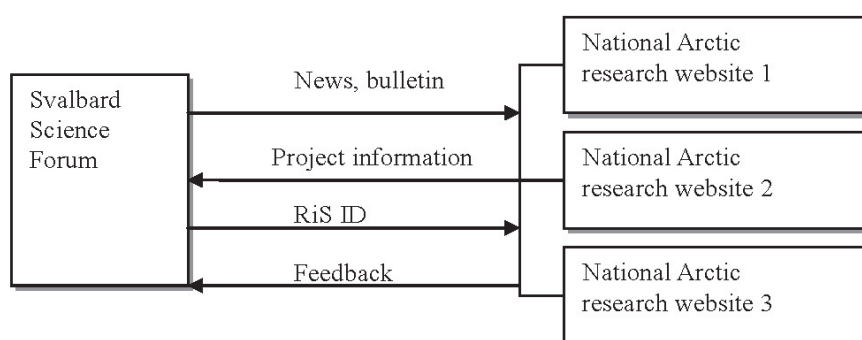 Svalbard
Science
Forum
News, bulletin
Project information
RiS ID
Feedback
National Arctic
research website 1
National Arctic
research website 2
National Arctic
research website 3